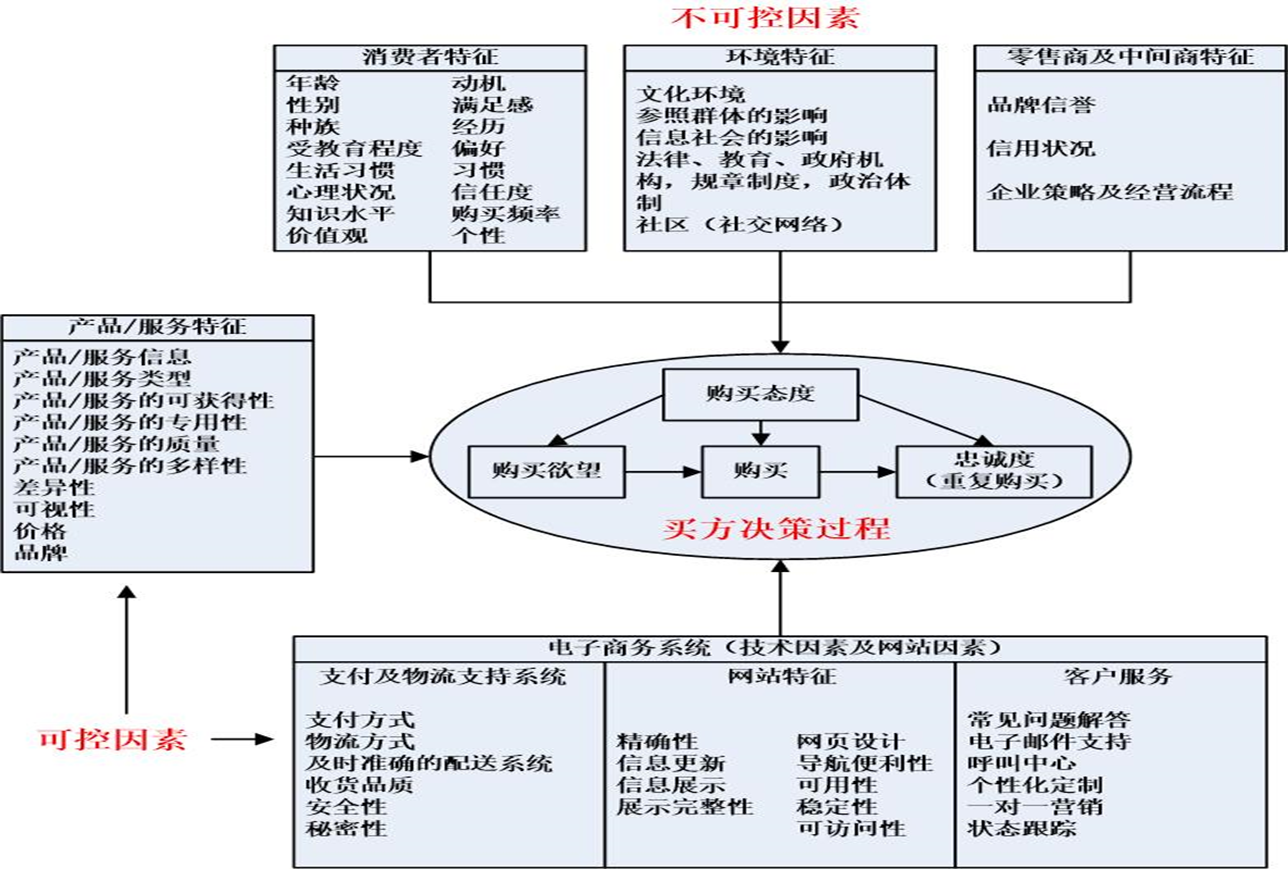 不可控因素
消费者特征
年龄 动机
性别 满足感
种族 经历
受教育程度 偏好
生活习惯 习惯
心理状况 信任度
知识水平 购买频率
价值观 个性
环境特征
文化环境
参照群体的影响
信息社会的影响
法律、教育、政府机
构，规章制度，政治体
制
社区（社交网络）
零售商及中间商特征
品牌信誉
信用状况
企业策略及经营流程
产品/服务特征
产品/服务信息
产品/服务类型
产品/服务的可获得性
产品/服务的专用性
产品/服务的质量
产品/服务的多样性
差异性
可视性
价格
品牌
购买态度
购买欲望
购买
忠诚度
（重复购买）
买方决策过程
可控因素
电子商务系统（技术因素及网站因素）
支付及物流支持系统
支付方式
物流方式
及时准确的配送系统
收货品质
安全性
秘密性
网站特征
精确性 网页设计
信息更新 导航便利性
信息展示 可用性
展示完整性 稳定性
可访问性
客户服务
常见问题解答
电子邮件支持
呼叫中心
个性化定制
一对一营销
状态跟踪